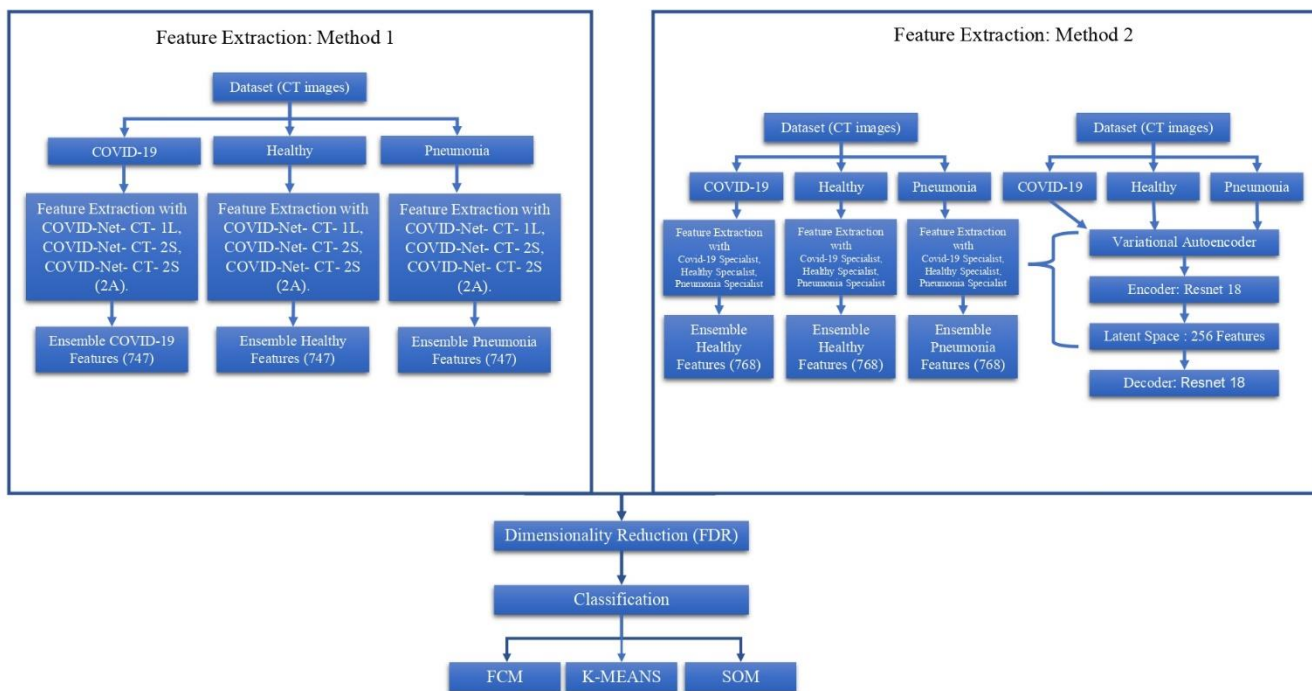 Feature Extraction: Method 1
Dataset (CT images)
COVID-19
Healthy
Pneumonia
Feature Extraction with
COVID-Net- CT- 1L,
COVID-Net- CT- 2S,
COVID-Net- CT- 2S
(2A).
Feature Extraction with
COVID-Net- CT- 1L,
COVID-Net- CT- 2S,
COVID-Net- CT- 2S
(2A).
Feature Extraction with
COVID-Net- CT- 1L,
COVID-Net- CT- 2S,
COVID-Net- CT- 2S
(2A).
Ensemble COVID-19
Features (747)
Ensemble Healthy
Features (747)
Ensemble Pneumonia
Features (747)
Feature Extraction: Method 2
Dataset (CT images)
COVID-19
Healthy
Pneumonia
Feature Extraction
with
Covid-19 Specialist,
Healthy Specialist,
Pneumonia Specialist
Feature Extraction
with
Covid-19 Specialist,
Healthy Specialist,
Pneumonia Specialist
Feature Extraction
with
Covid-19 Specialist,
Healthy Specialist,
Pneumonia Specialist
Ensemble
Healthy
Features (768)
Ensemble
Healthy
Features (768)
Ensemble
Pneumonia
Features (768)
Dataset (CT images)
COVID-19
Healthy
Pneumonia
Variational Autoencoder
Encoder: Resnet 18
Latent Space : 256 Features
Decoder: Resnet 18
Dimensionality Reduction (FDR)
Classification
FCM
K-MEANS
SOM